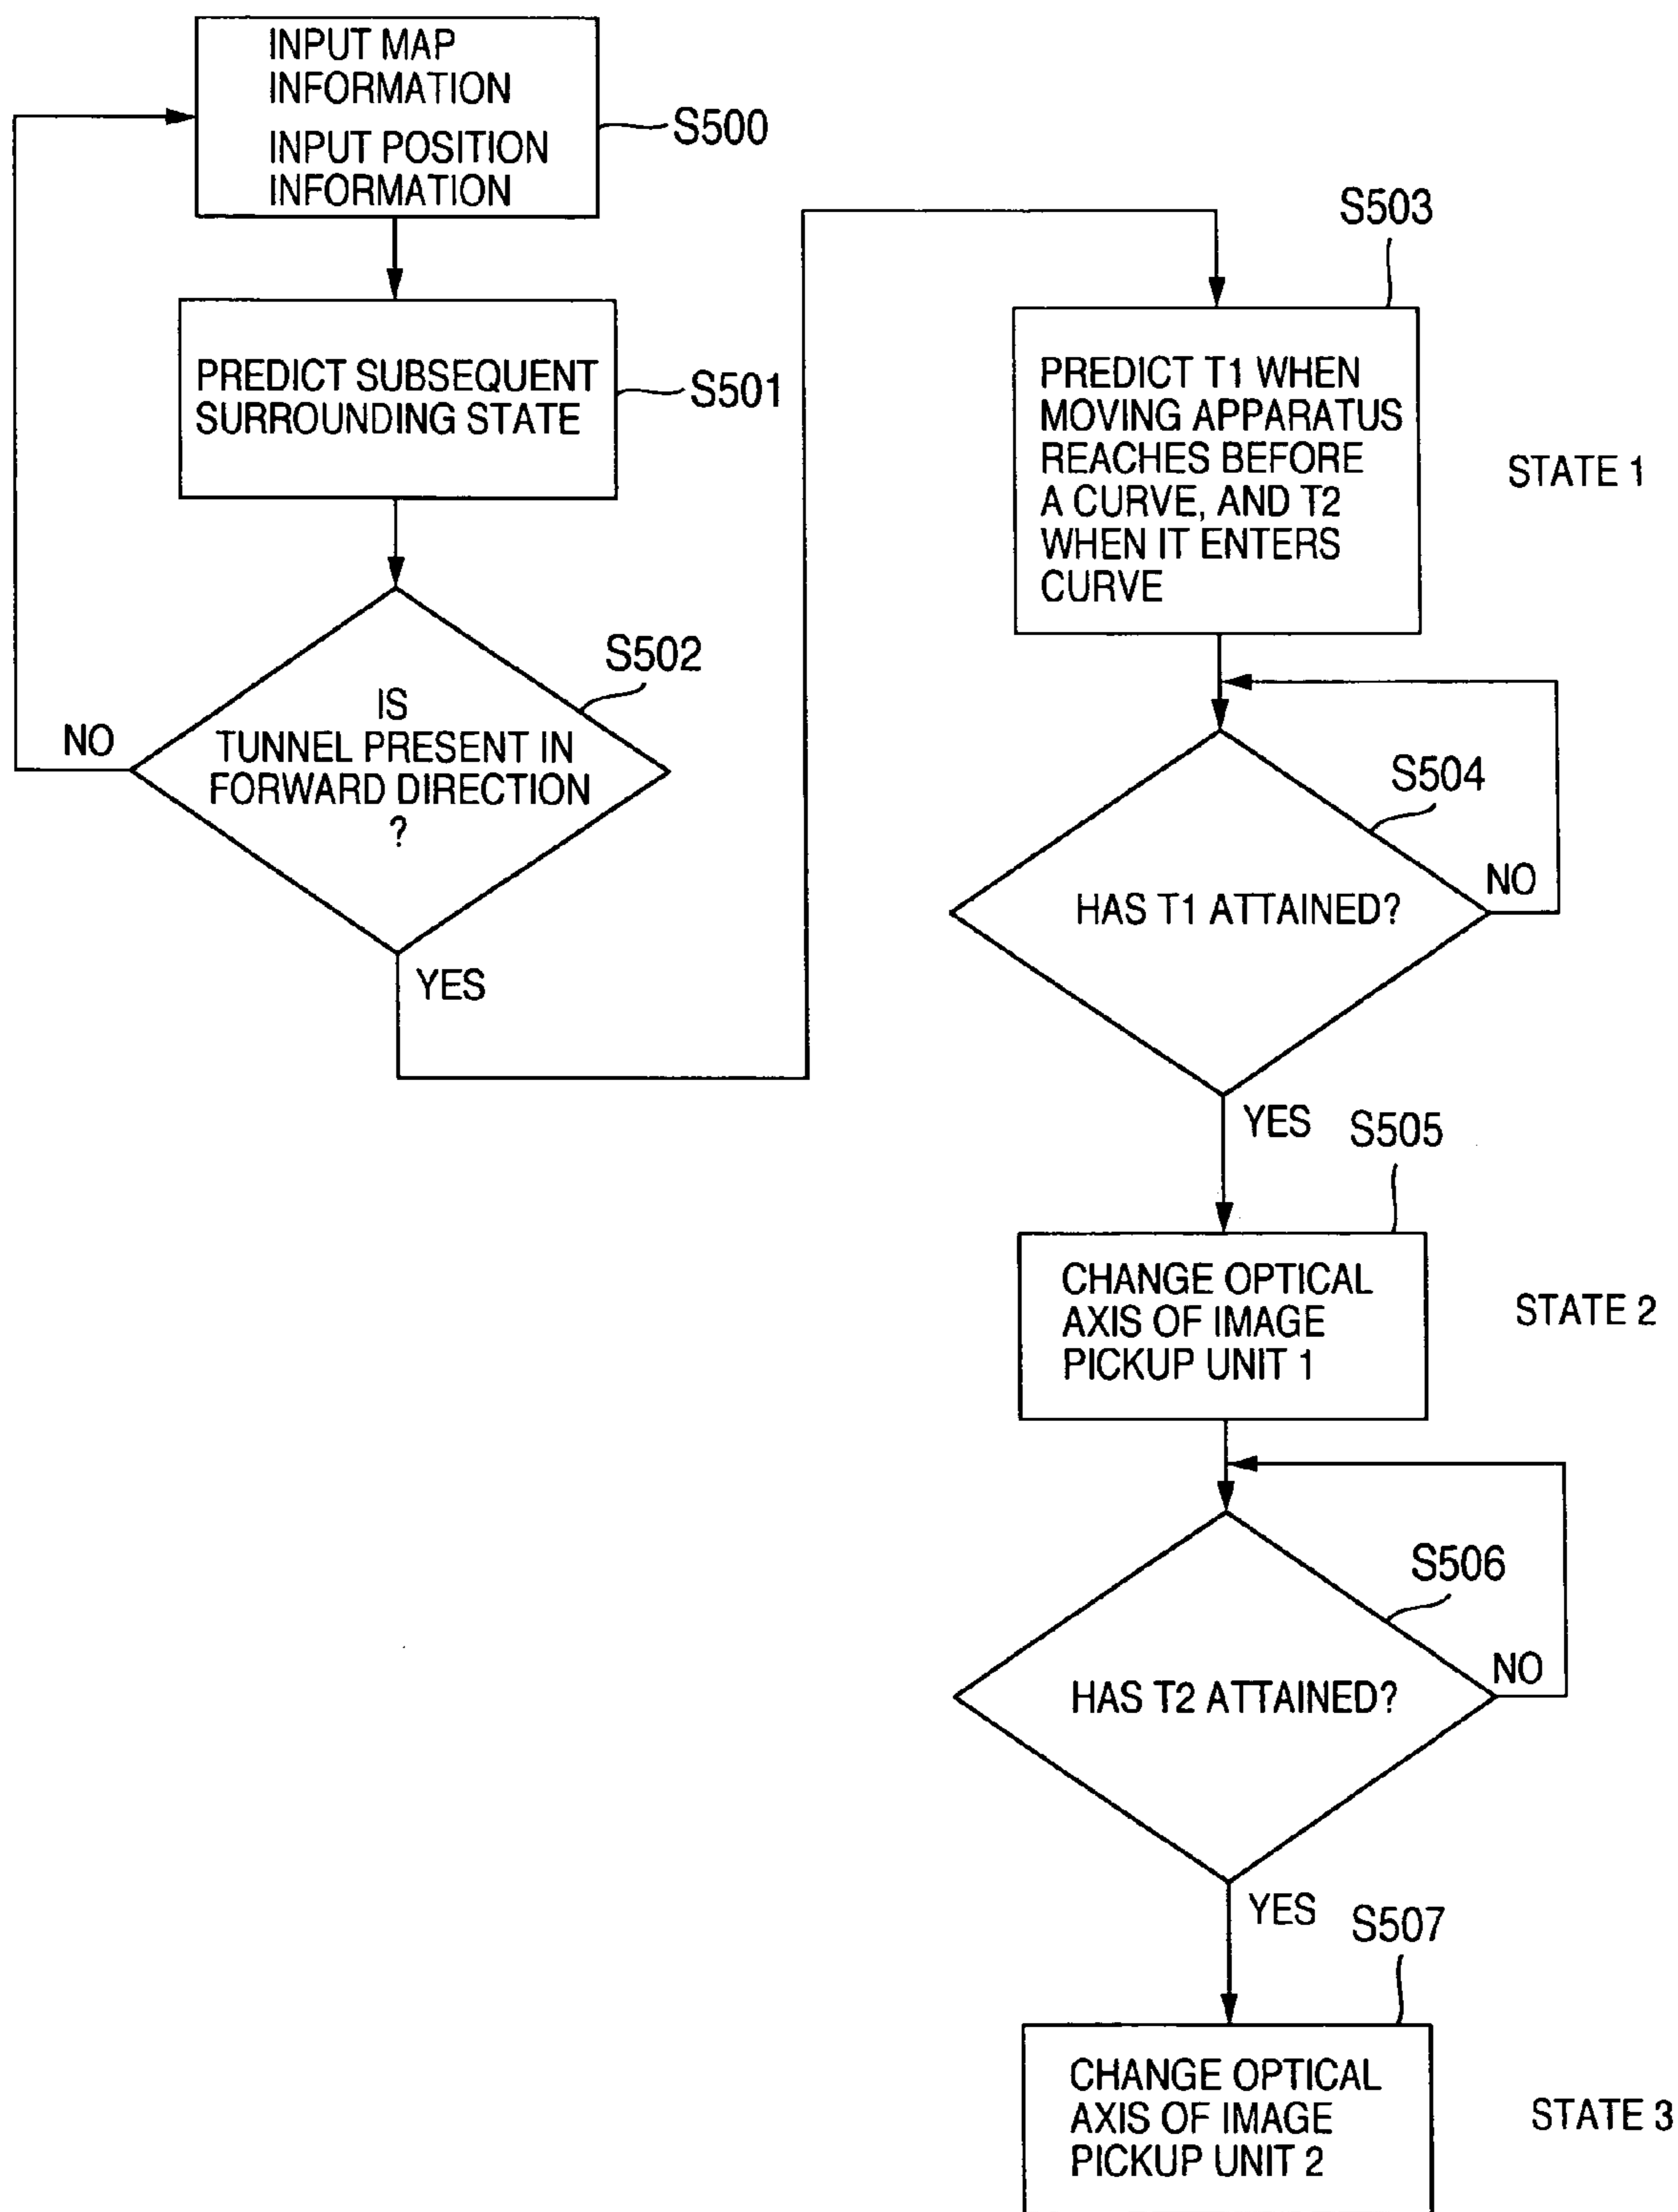 INPUT MAP
INFORMATION
INPUT POSITION
INFORMATION
S500
PREDICT SUBSEQUENT
SURROUNDING STATE
S501
S502
IS
TUNNEL PRESENT IN
FORWARD DIRECTION
?
NO
YES
S503
PREDICT T1 WHEN
MOVING APPARATUS
REACHES BEFORE
A CURVE, AND T2
WHEN IT ENTERS
CURVE
STATE 1
S504
HAS T1 ATTAINED?
NO
YES
S505
CHANGE OPTICAL
AXIS OF IMAGE
PICKUP UNIT 1
STATE 2
S506
HAS T2 ATTAINED?
NO
YES
S507
CHANGE OPTICAL
AXIS OF IMAGE
PICKUP UNIT 2
STATE 3